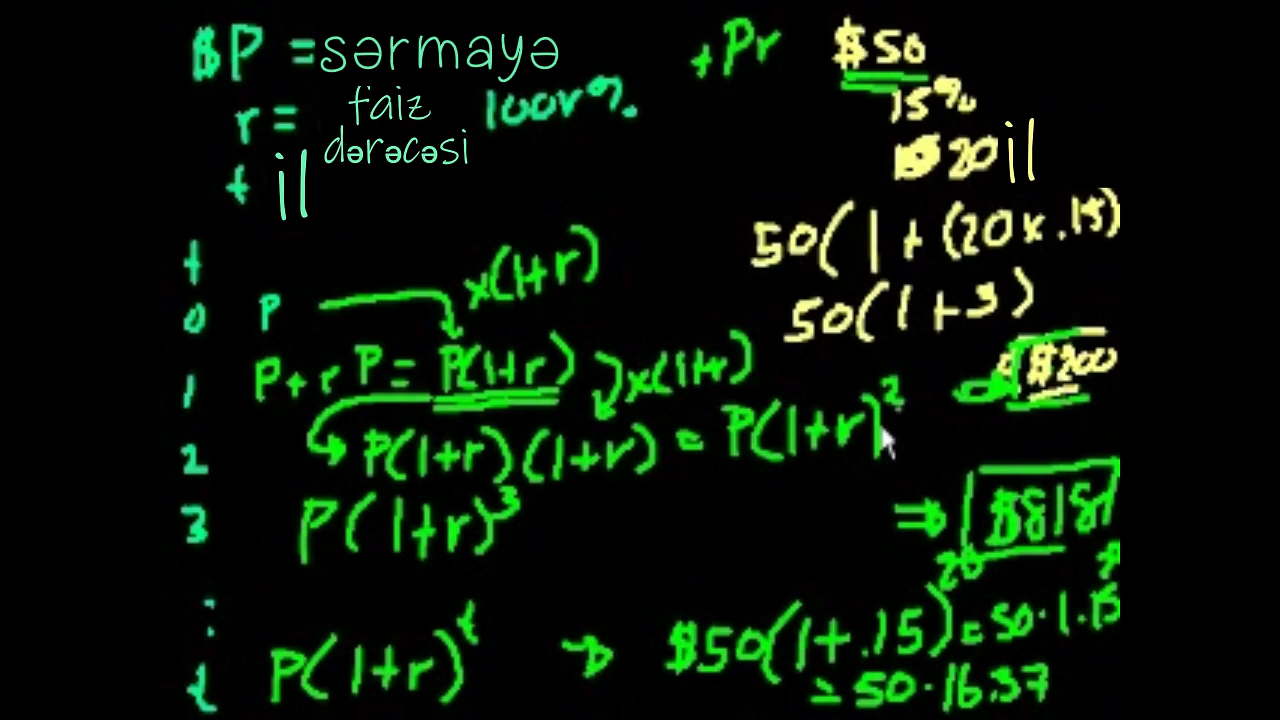 $P = sərmayə
r = faiz dərəcəsi 100r%
t il
+Pr
$50
15%
$20 il
50(1 + (20x.15)
50(1+3)
$200
t
0 P x(1+r)
1 P+rP = P(1+r) x(1+r)
2 P(1+r)(1+r) = P(1+r)²
3 P(1+r)³
⇒ $818
:
t P(1+r)^t → $50(1+.15)^20 = 50·1.15
= 50·16.37